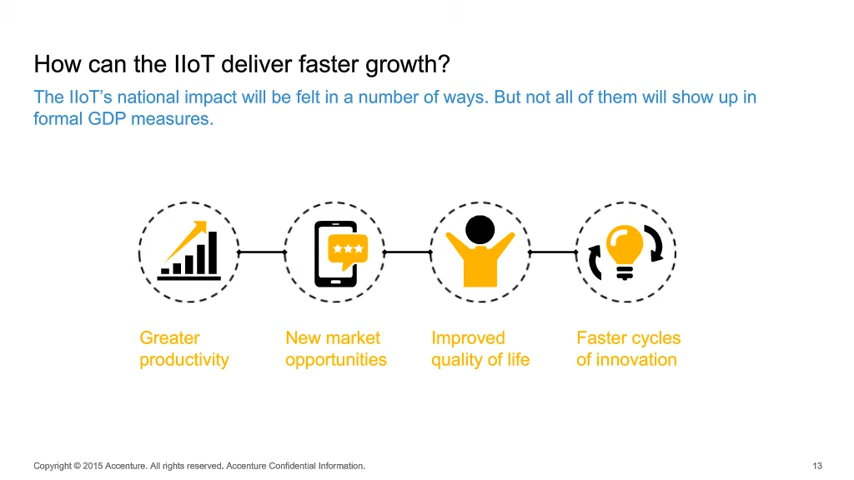 How can the IIoT deliver faster growth?
The IIoT’s national impact will be felt in a number of ways. But not all of them will show up in
formal GDP measures.
Greater
productivity
New market
opportunities
Improved
quality of life
Faster cycles
of innovation
Copyright © 2015 Accenture. All rights reserved. Accenture Confidential Information.
13